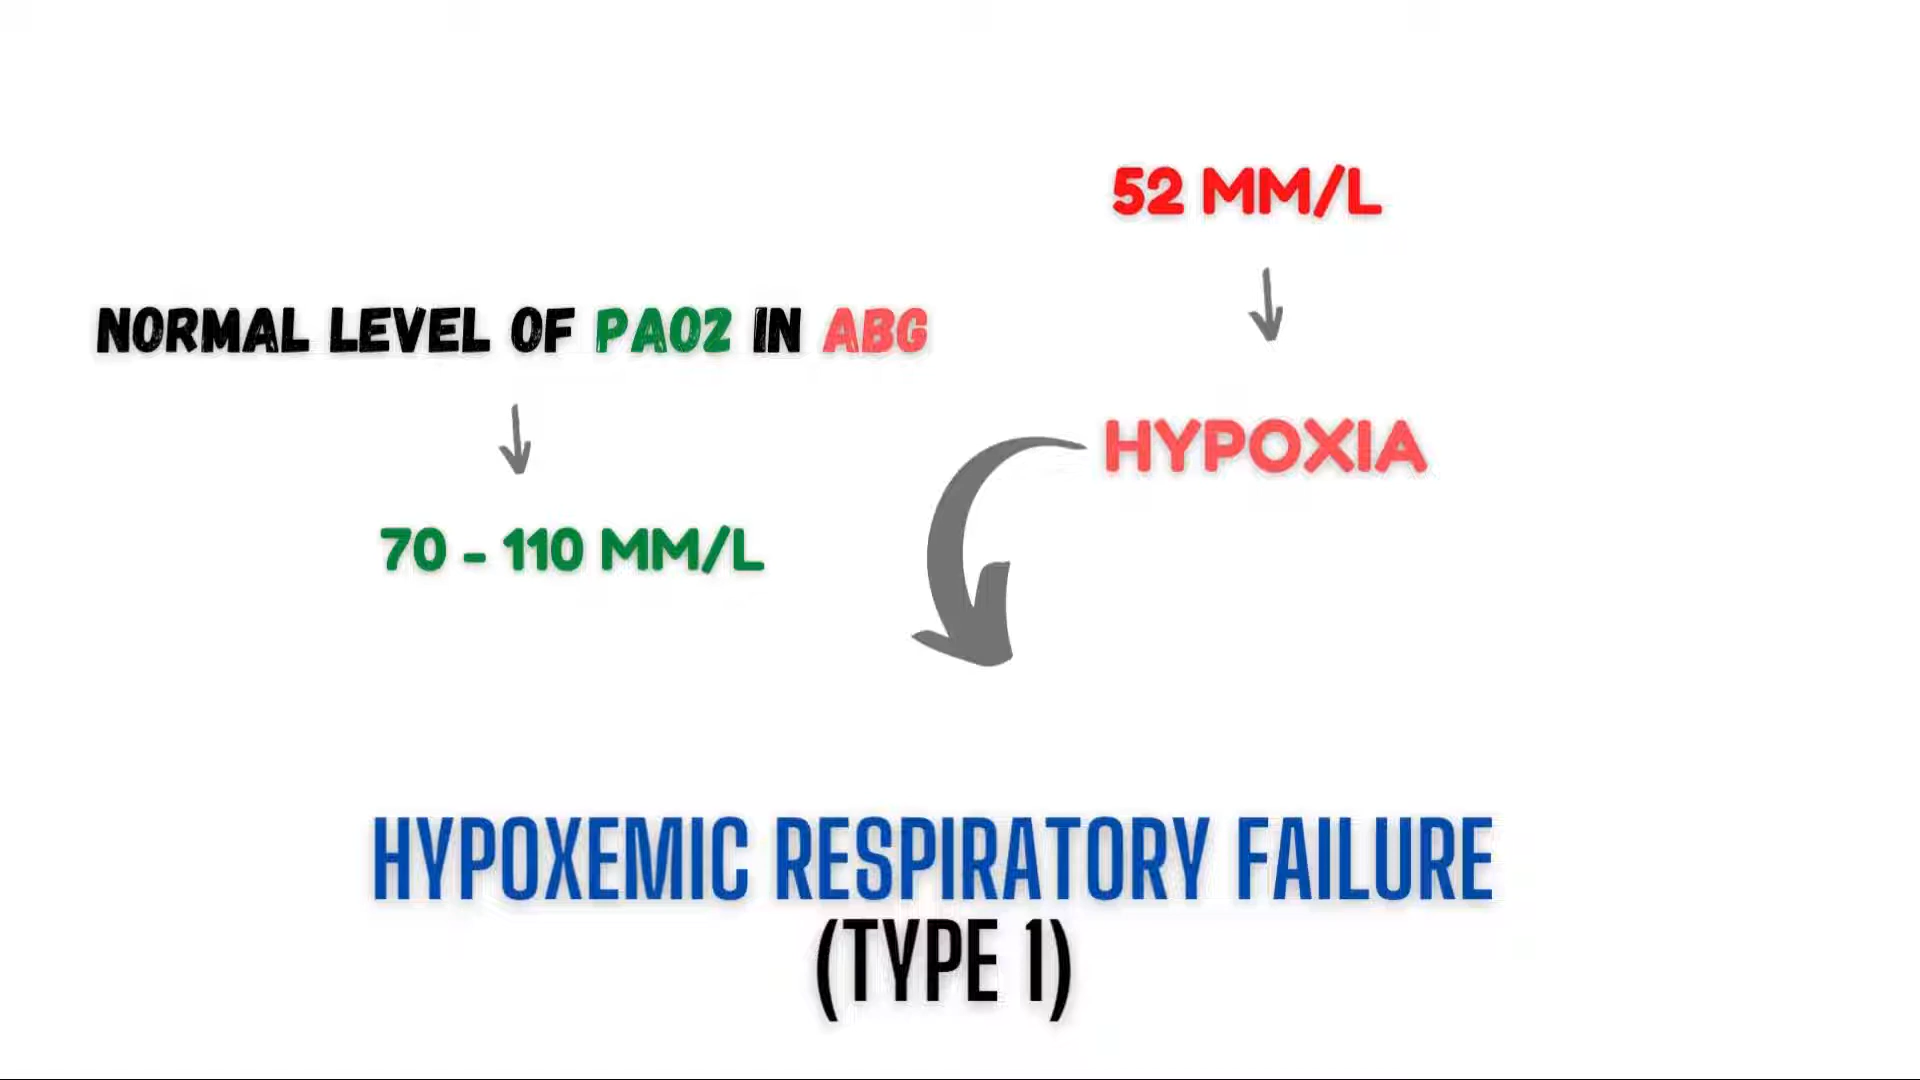 52 MM/L
NORMAL LEVEL OF PAO2 IN ABG
HYPOXIA
70 - 110 MM/L
HYPOXEMIC RESPIRATORY FAILURE
(TYPE 1)